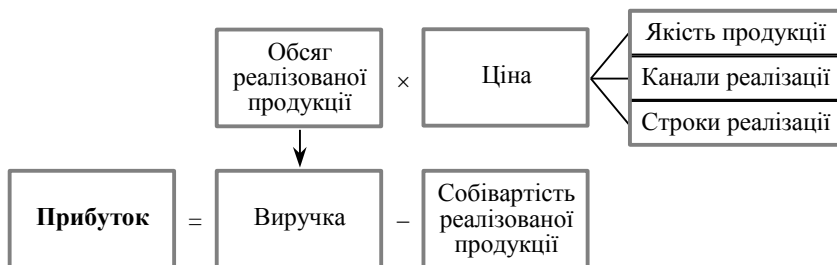 Обсяг
реалізованої
продукції
×
Ціна
Якість продукції
Канали реалізації
Строки реалізації
Прибуток
=
Виручка
–
Собівартість
реалізованої
продукції